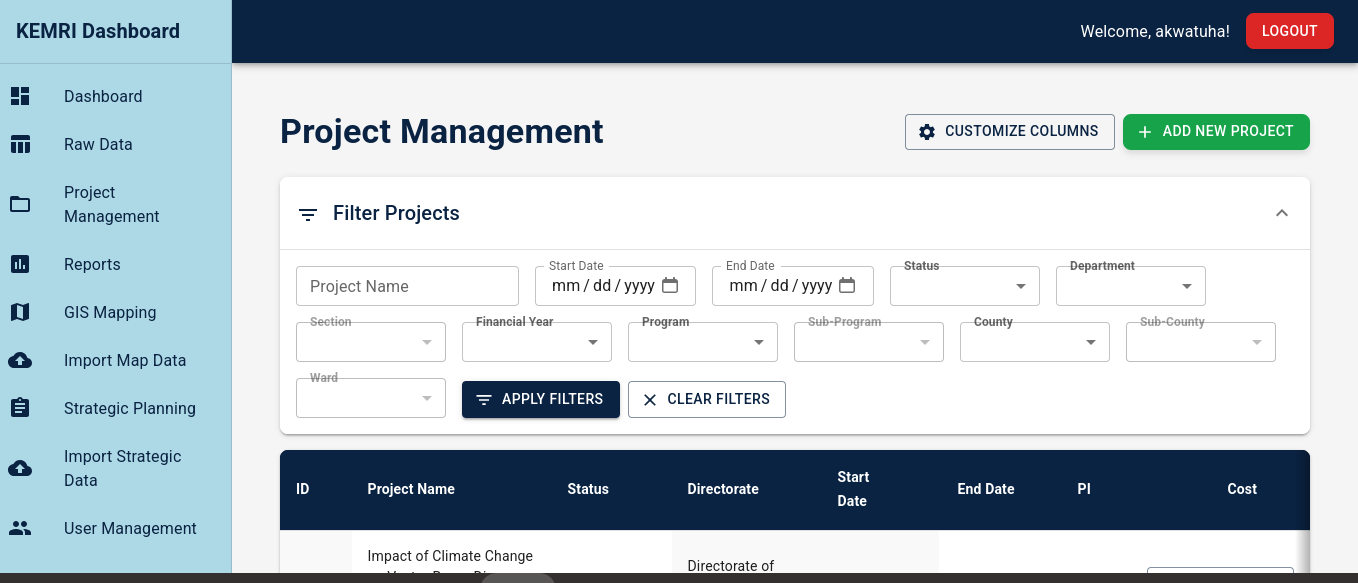 KEMRI Dashboard
Welcome, akwatuha!
LOGOUT
Dashboard
Raw Data
Project
Management
Reports
GIS Mapping
Import Map Data
Strategic Planning
Import Strategic
Data
User Management
Project Management
CUSTOMIZE COLUMNS
ADD NEW PROJECT
Filter Projects
Project Name
Start Date
mm/dd/yyyy
End Date
mm/dd/yyyy
Status
Department
Section
Financial Year
Program
Sub-Program
County
Sub-County
Ward
APPLY FILTERS
CLEAR FILTERS
ID
Project Name
Status
Directorate
Start
Date
End Date
PI
Cost
Impact of Climate Change
Directorate of